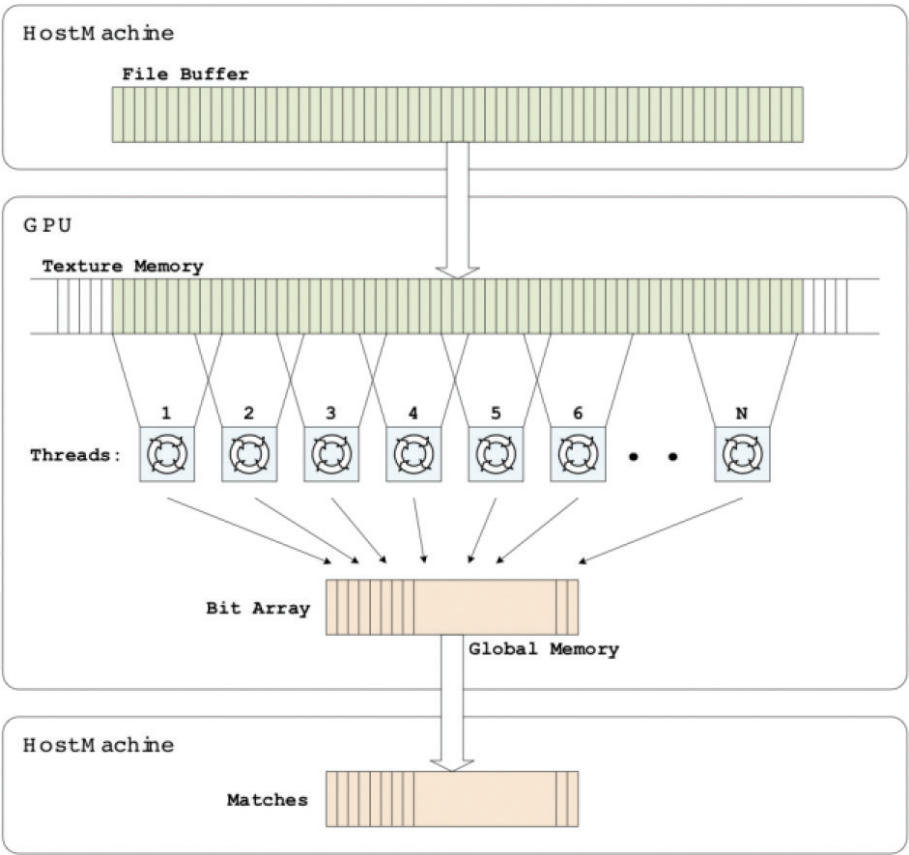 HostMachine
File Buffer
GPU
Texture Memory
1 2 3 4 5 6 N
Threads:
Bit Array
Global Memory
HostMachine
Matches